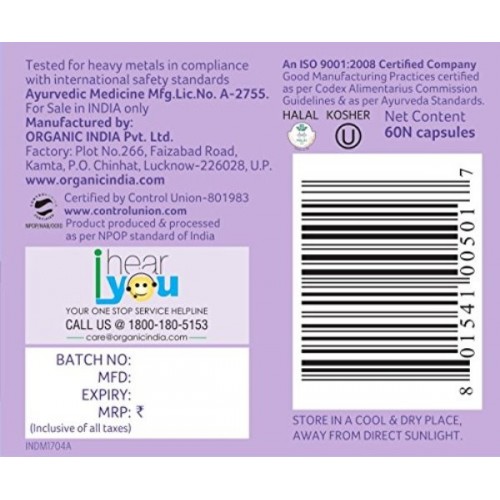 Tested for heavy metals in compliance
with international safety standards
Ayurvedic Medicine Mfg.Lic.No. A-2755.
For Sale in INDIA only
Manufactured by:
ORGANIC INDIA Pvt. Ltd.
Factory: Plot No.266, Faizabad Road,
Kamta, P.O. Chinhat, Lucknow-226028, U.P.
www.organicindia.com
Certified by Control Union-801983
www.controlunion.com
Product produced & processed
as per NPOP standard of India
NPOP/NAB/0010
i hear
you
YOUR ONE STOP SERVICE HELPLINE
CALL US @ 1800-180-5153
care@organicindia.com
BATCH NO:
MFD:
EXPIRY:
MRP: ₹
(Inclusive of all taxes)
INDM1704A
An ISO 9001:2008 Certified Company
Good Manufacturing Practices certified
as per Codex Alimentarius Commission
Guidelines & as per Ayurveda Standards.
HALAL KOSHER Net Content
U 60N capsules
8 901541 005017
STORE IN A COOL & DRY PLACE,
AWAY FROM DIRECT SUNLIGHT.